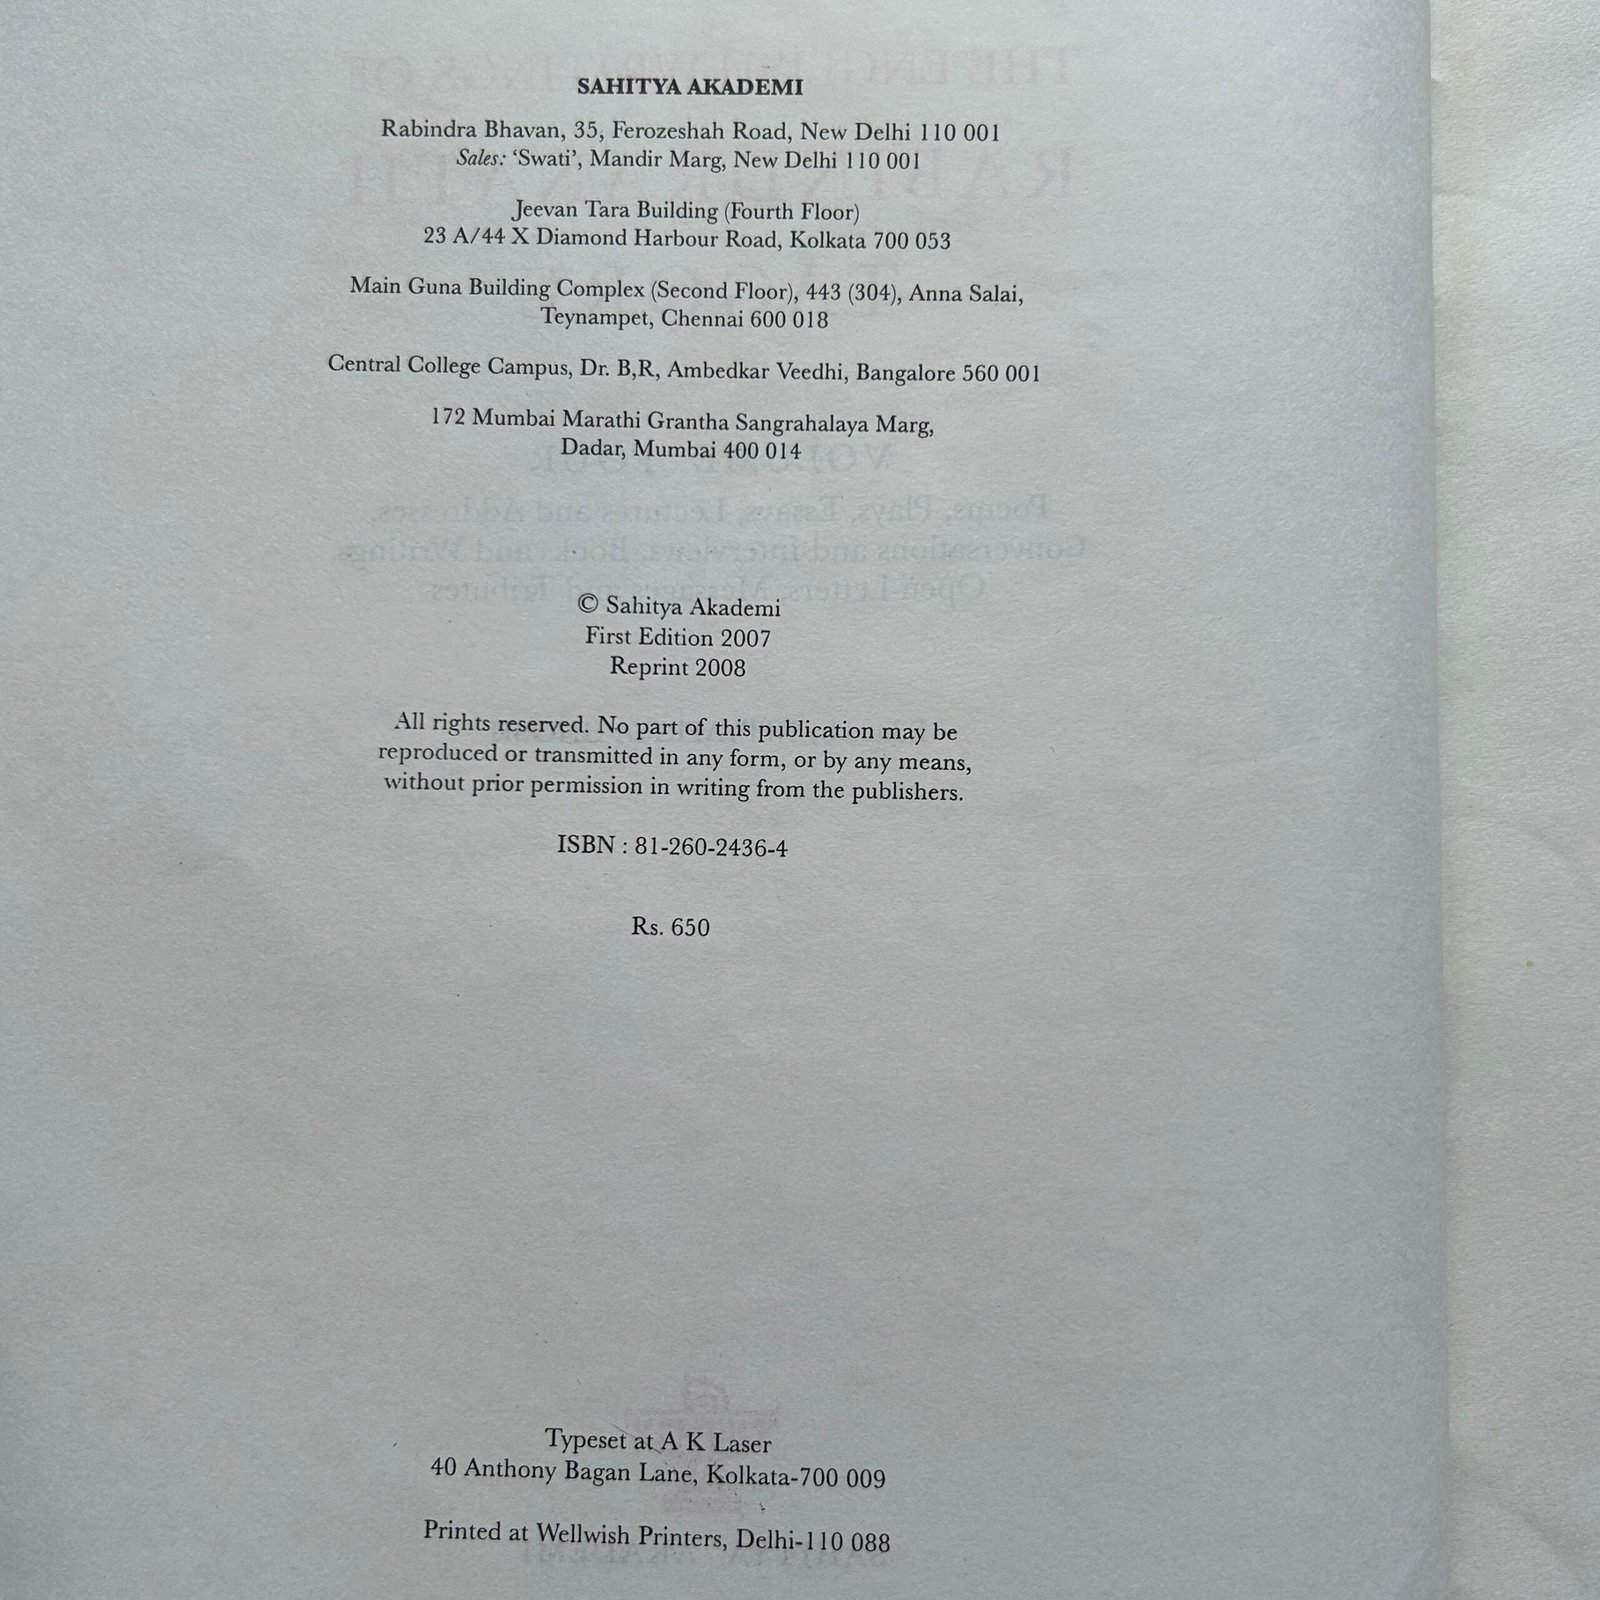 SAHITYA AKADEMI
Rabindra Bhavan, 35, Ferozeshah Road, New Delhi 110 001
Sales: ‘Swati’, Mandir Marg, New Delhi 110 001
Jeevan Tara Building (Fourth Floor)
23 A/44 X Diamond Harbour Road, Kolkata 700 053
Main Guna Building Complex (Second Floor), 443 (304), Anna Salai,
Teynampet, Chennai 600 018
Central College Campus, Dr. B,R, Ambedkar Veedhi, Bangalore 560 001
172 Mumbai Marathi Grantha Sangrahalaya Marg,
Dadar, Mumbai 400 014
© Sahitya Akademi
First Edition 2007
Reprint 2008
All rights reserved. No part of this publication may be
reproduced or transmitted in any form, or by any means,
without prior permission in writing from the publishers.
ISBN : 81-260-2436-4
Rs. 650
Typeset at A K Laser
40 Anthony Bagan Lane, Kolkata-700 009
Printed at Wellwish Printers, Delhi-110 088